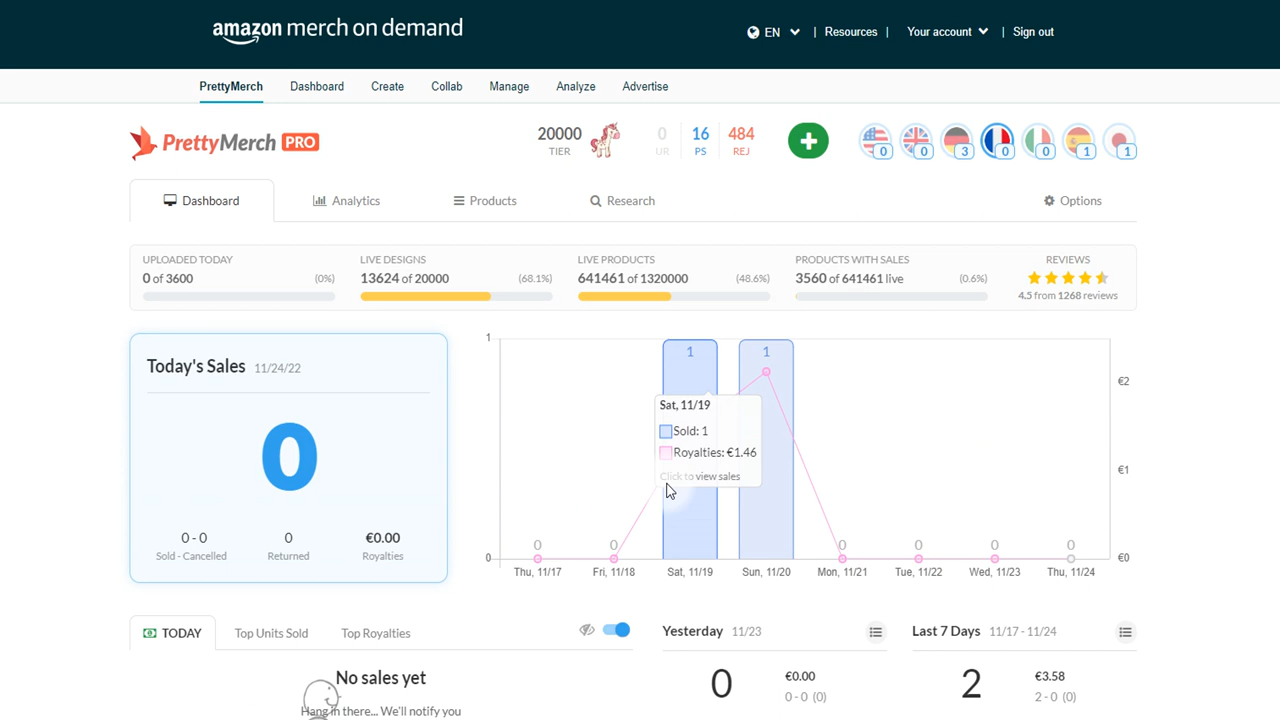 amazon merch on demand
EN | Resources | Your account | Sign out
PrettyMerch Dashboard Create Collab Manage Analyze Advertise
PrettyMerch PRO
20000 0 16 484
TIER UR PS REJ
0 0 3 0 0 1 1
Dashboard Analytics Products Research Options
UPLOADED TODAY LIVE DESIGNS LIVE PRODUCTS PRODUCTS WITH SALES REVIEWS
0 of 3600 (0%) 13624 of 20000 (68.1%) 641461 of 1320000 (48.6%) 3560 of 641461 live (0.6%)
4.5 from 1268 reviews
Today's Sales 11/24/22
0
0 - 0 0 €0.00
Sold - Cancelled Returned Royalties
1
1 1
€2
Sat, 11/19
Sold: 1
Royalties: €1.46
Click to view sales
€1
0 0 0 0 0 0
0 €0
Thu, 11/17 Fri, 11/18 Sat, 11/19 Sun, 11/20 Mon, 11/21 Tue, 11/22 Wed, 11/23 Thu, 11/24
TODAY Top Units Sold Top Royalties
Yesterday 11/23
Last 7 Days 11/17 - 11/24
No sales yet
Hang in there... We'll notify you
0 €0.00
0 - 0 (0)
2 €3.58
2 - 0 (0)